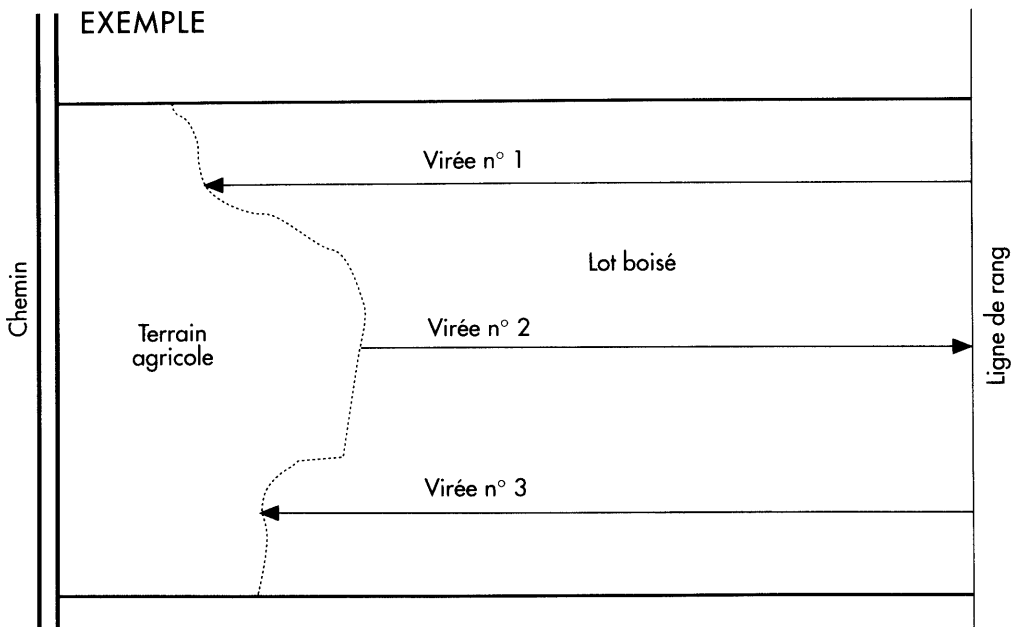 EXEMPLE
Virée n° 1
Lot boisé
Chemin
Ligne de rang
Virée n° 2
Terrain
agricole
Virée n° 3